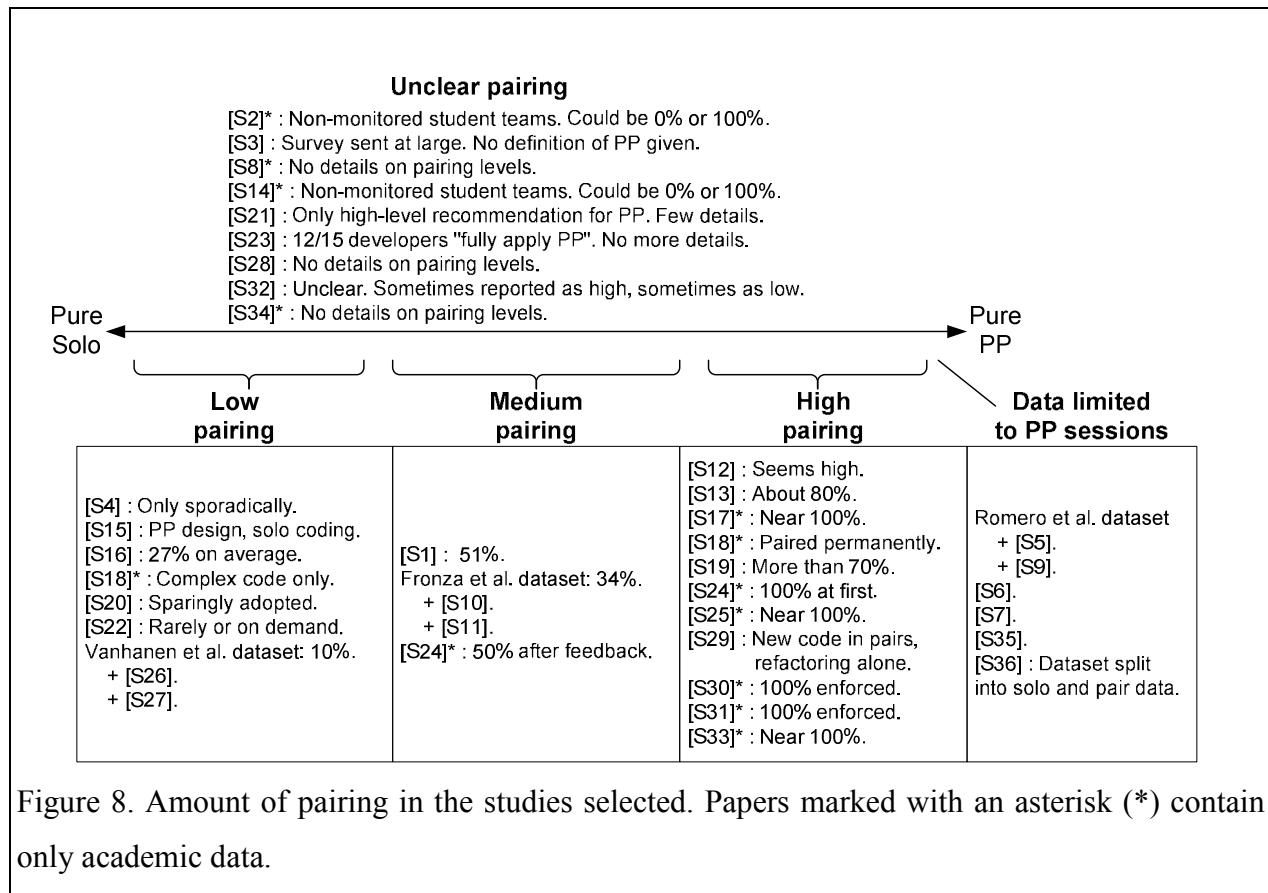 Unclear pairing
[S2]* : Non-monitored student teams. Could be 0% or 100%.
[S3] : Survey sent at large. No definition of PP given.
[S8]* : No details on pairing levels.
[S14]* : Non-monitored student teams. Could be 0% or 100%.
[S21] : Only high-level recommendation for PP. Few details.
[S23] : 12/15 developers "fully apply PP". No more details.
[S28] : No details on pairing levels.
[S32] : Unclear. Sometimes reported as high, sometimes as low.
[S34]* : No details on pairing levels.
Pure
Solo
Pure
PP
Low
pairing
[S4] : Only sporadically.
[S15] : PP design, solo coding.
[S16] : 27% on average.
[S18]* : Complex code only.
[S20] : Sparingly adopted.
[S22] : Rarely or on demand.
Vanhanen et al. dataset: 10%.
+ [S26].
+ [S27].
Medium
pairing
[S1] : 51%.
Fronza et al. dataset: 34%.
+ [S10].
+ [S11].
[S24]* : 50% after feedback.
High
pairing
[S12] : Seems high.
[S13] : About 80%.
[S17]* : Near 100%.
[S18]* : Paired permanently.
[S19] : More than 70%.
[S24]* : 100% at first.
[S25]* : Near 100%.
[S29] : New code in pairs,
refactoring alone.
[S30]* : 100% enforced.
[S31]* : 100% enforced.
[S33]* : Near 100%.
Data limited
to PP sessions
Romero et al. dataset
+ [S5].
+ [S9].
[S6].
[S7].
[S35].
[S36] : Dataset split
into solo and pair data.
Figure 8. Amount of pairing in the studies selected. Papers marked with an asterisk (*) contain
only academic data.